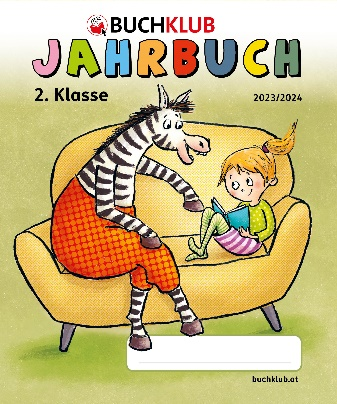 BUCHKLUB
JAHRBUCH
2. Klasse
2023/2024
buchklub.at